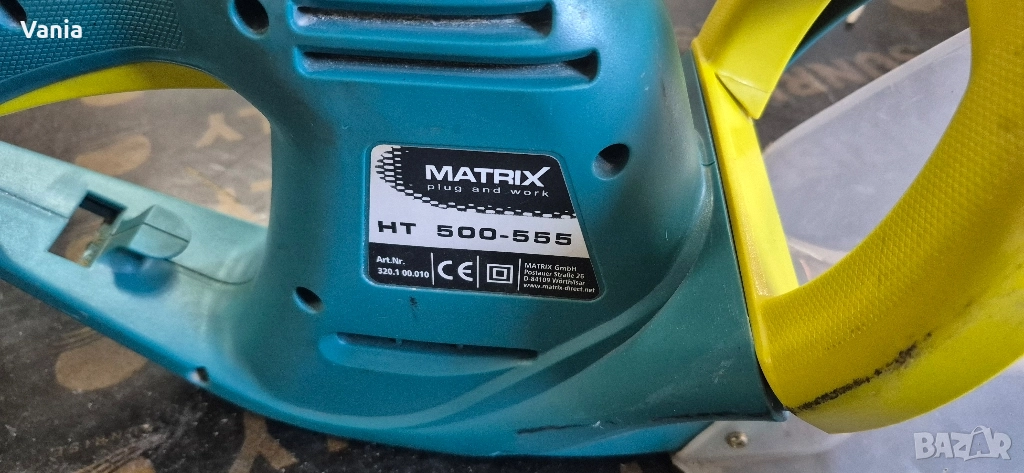 Vania
MATRIX
plug and work
HT 500-555
Art.Nr.
320.1 00.010
CE
MATRIX GmbH
Postauer Straße 26
D-84109 Wörth/Isar
www.matrix-direct.net
BAZAR